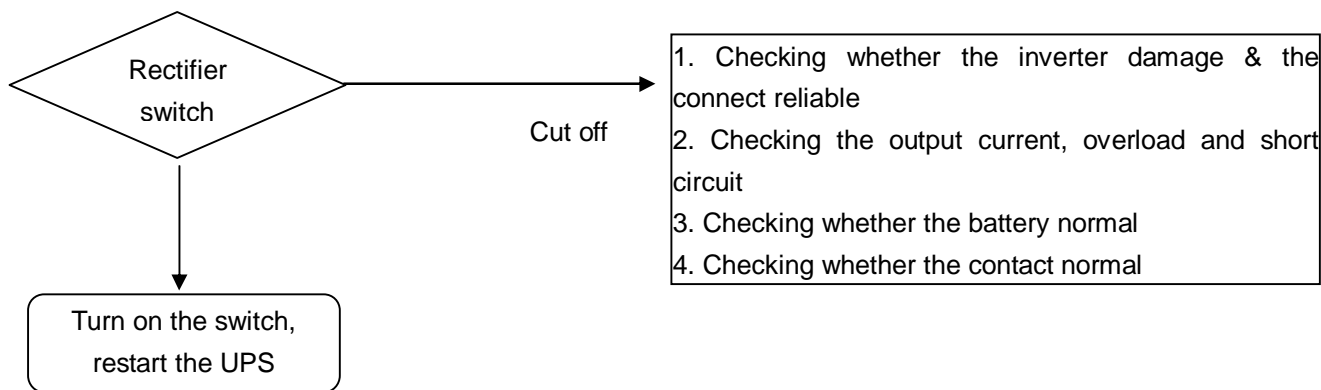 Rectifier
switch
Cut off
1. Checking whether the inverter damage & the
connect reliable
2. Checking the output current, overload and short
circuit
3. Checking whether the battery normal
4. Checking whether the contact normal
Turn on the switch,
restart the UPS